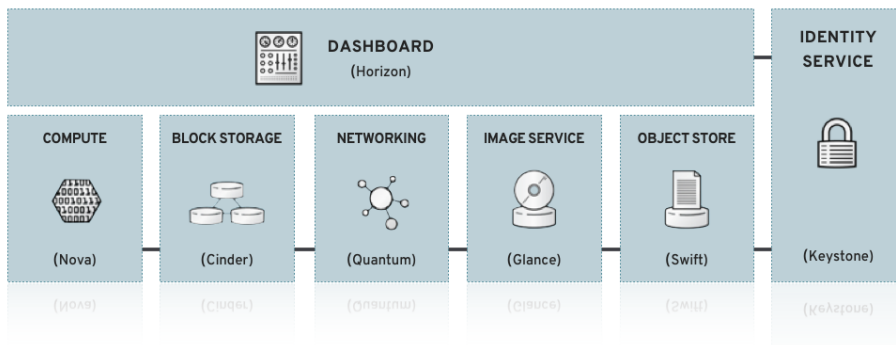 DASHBOARD
(Horizon)
IDENTITY
SERVICE
(Keystone)
COMPUTE
(Nova)
BLOCK STORAGE
(Cinder)
NETWORKING
(Quantum)
IMAGE SERVICE
(Glance)
OBJECT STORE
(Swift)